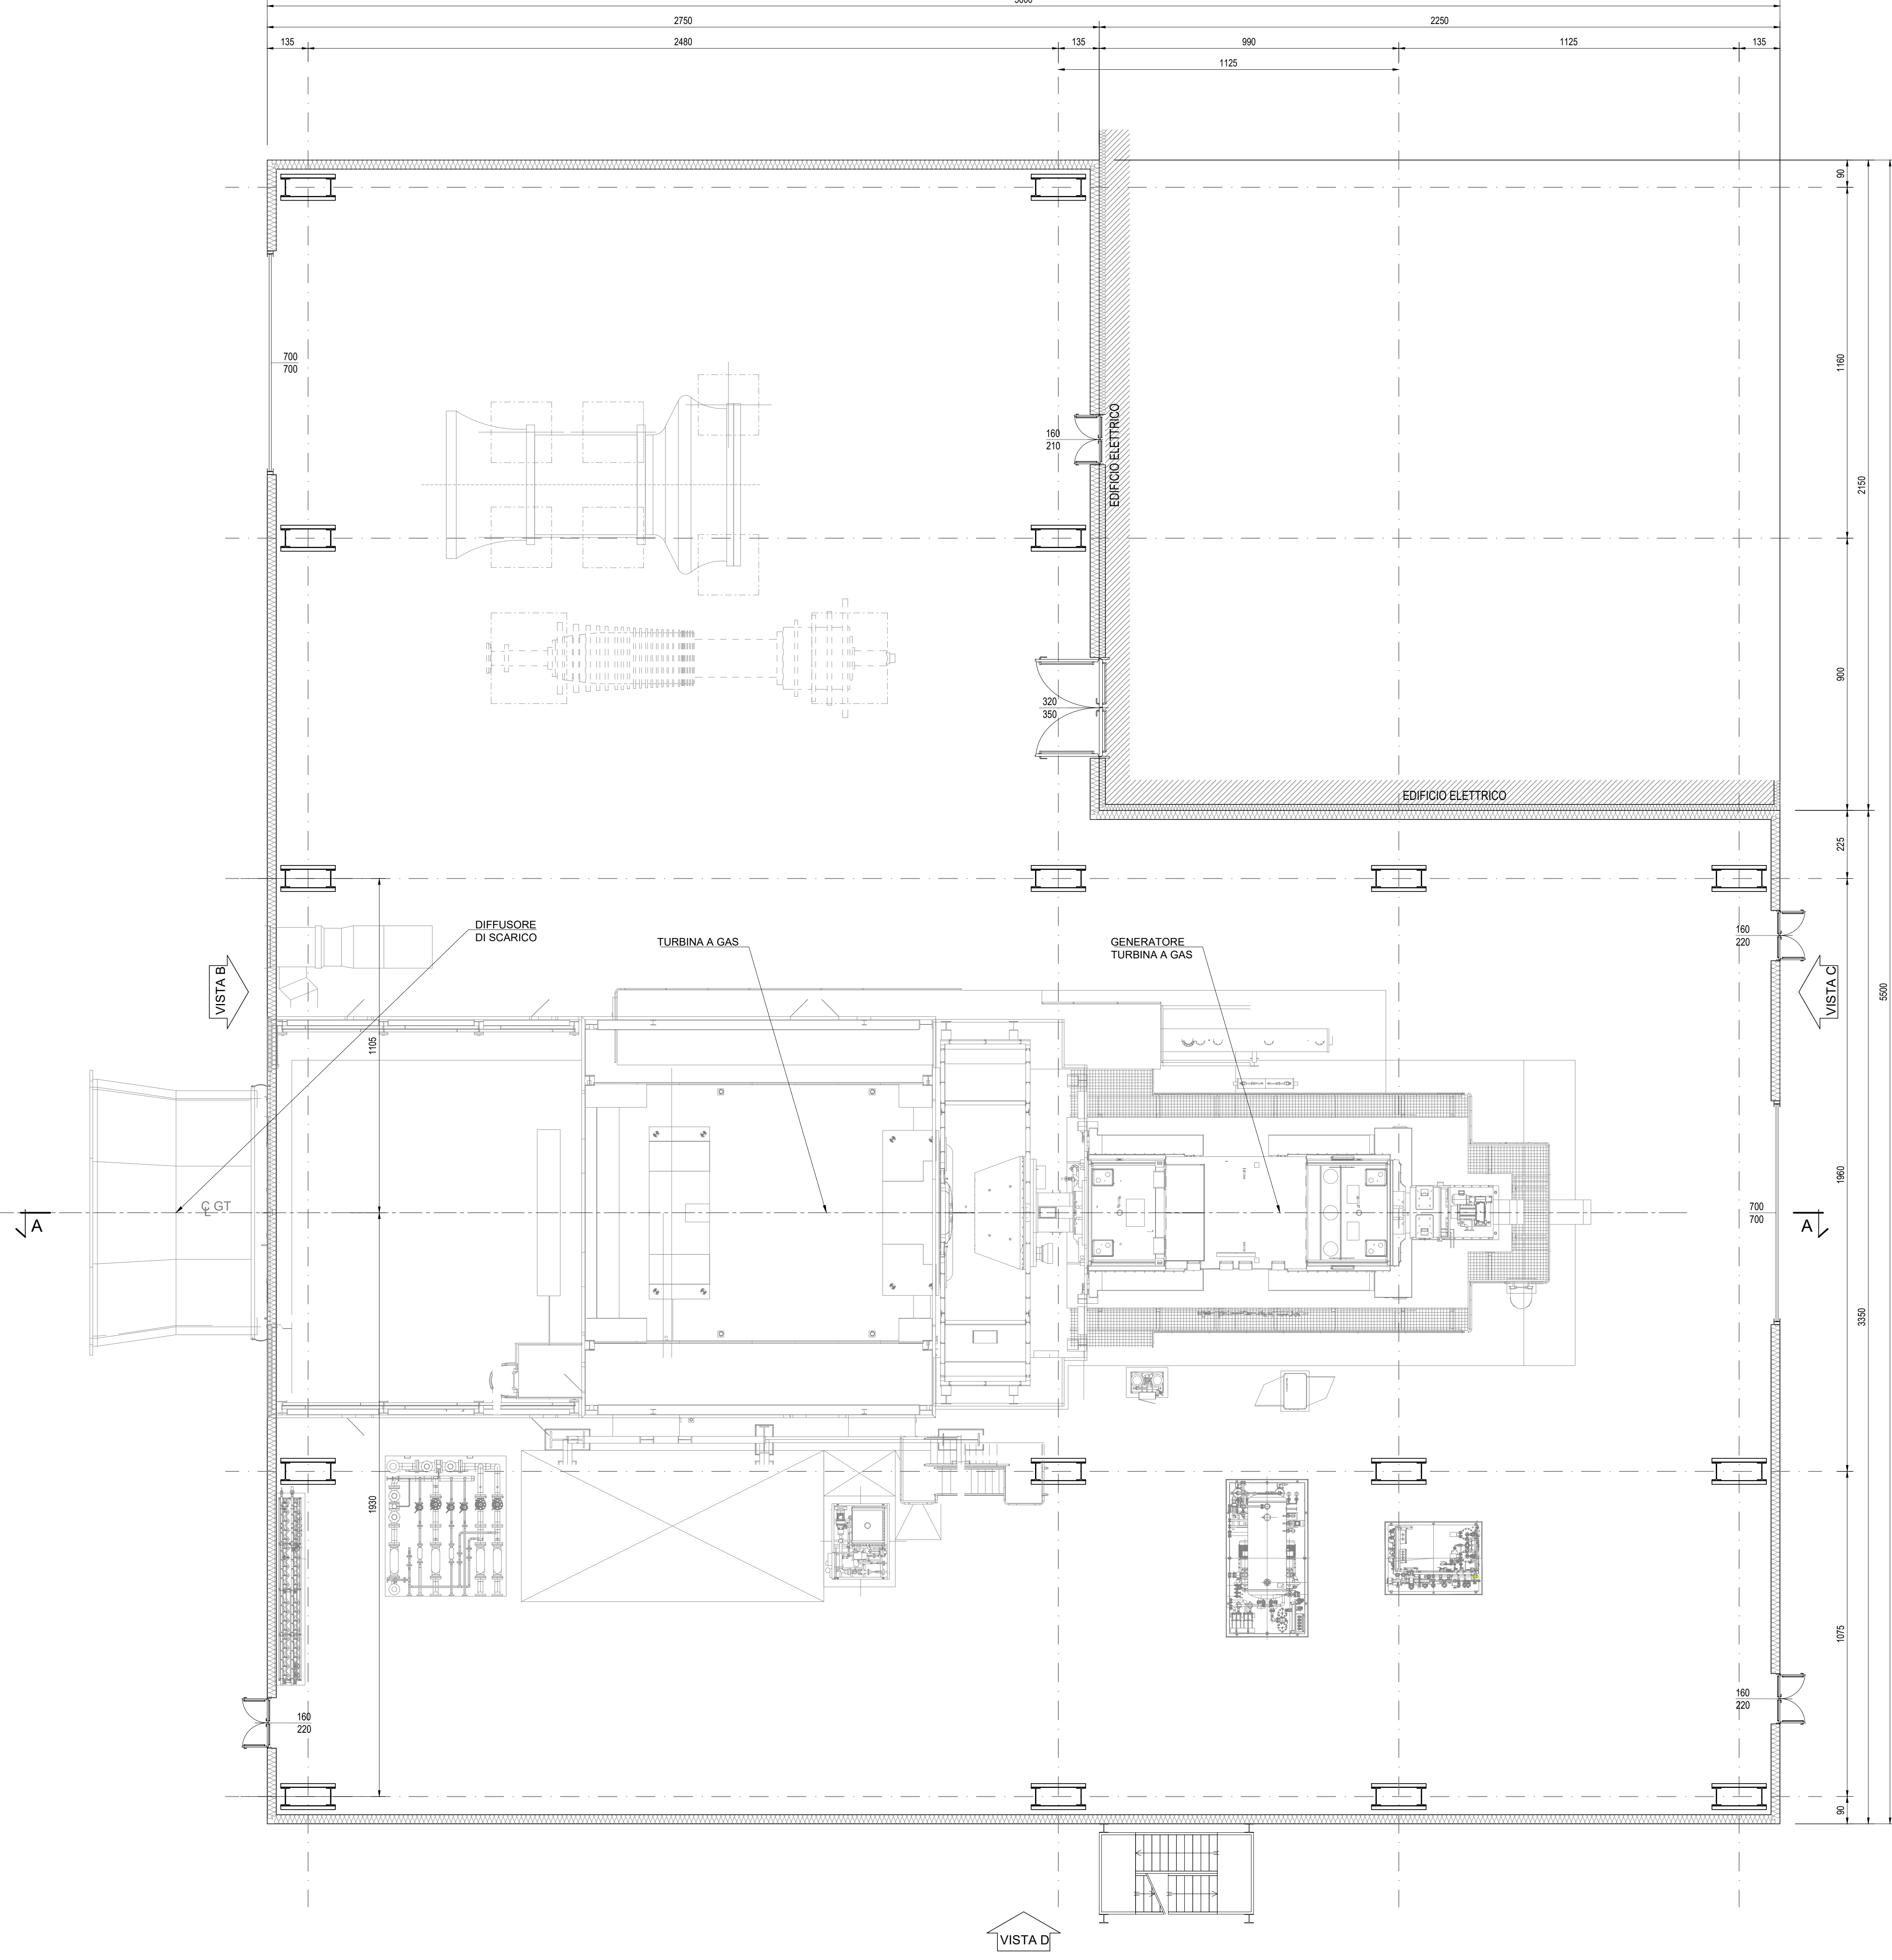 5000
2750
2250
135
2480
135
990
1125
135
1125
90
700
700
1160
160
210
EDIFICIO ELETTRICO
2150
900
320
350
EDIFICIO ELETTRICO
225
DIFFUSORE
DI SCARICO
TURBINA A GAS
GENERATORE
TURBINA A GAS
160
220
VISTA B
VISTA C
5500
1105
1960
℄ GT
A
700
700
A
3350
1930
1075
160
220
160
220
90
VISTA D